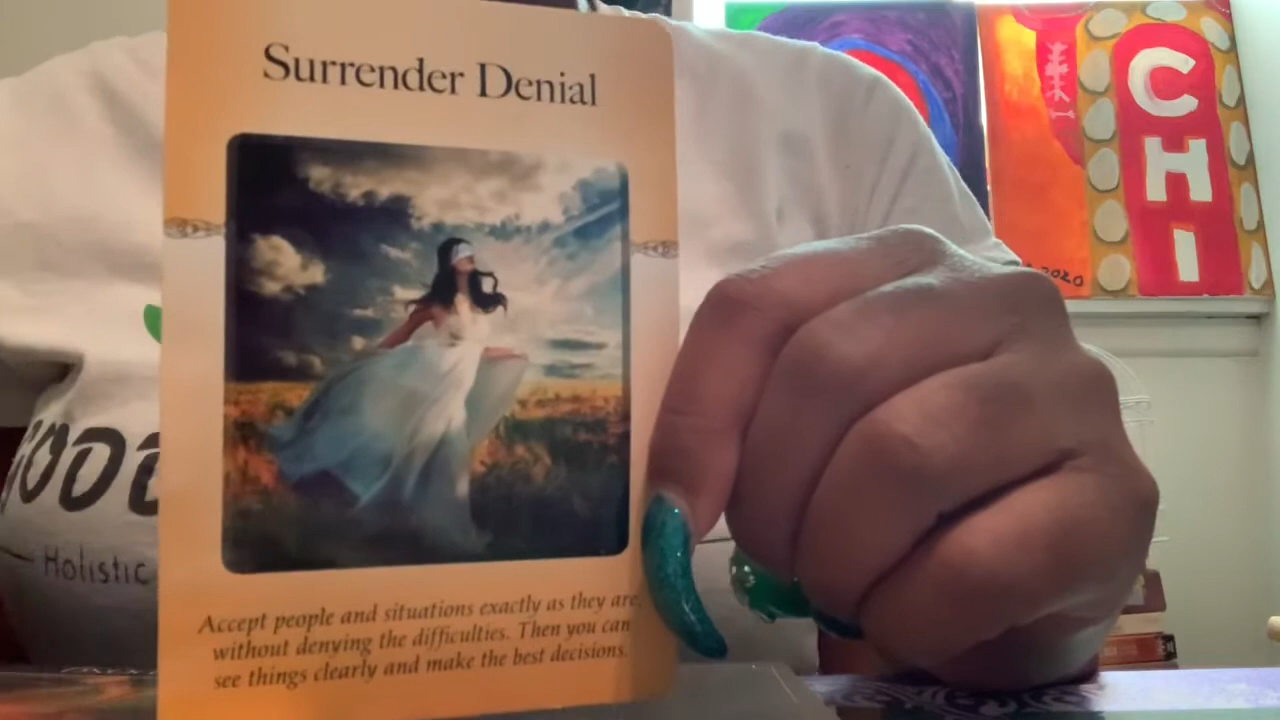 Surrender Denial
Accept people and situations exactly as they are,
without denying the difficulties. Then you can
see things clearly and make the best decisions.
CHI
2020
Holistic